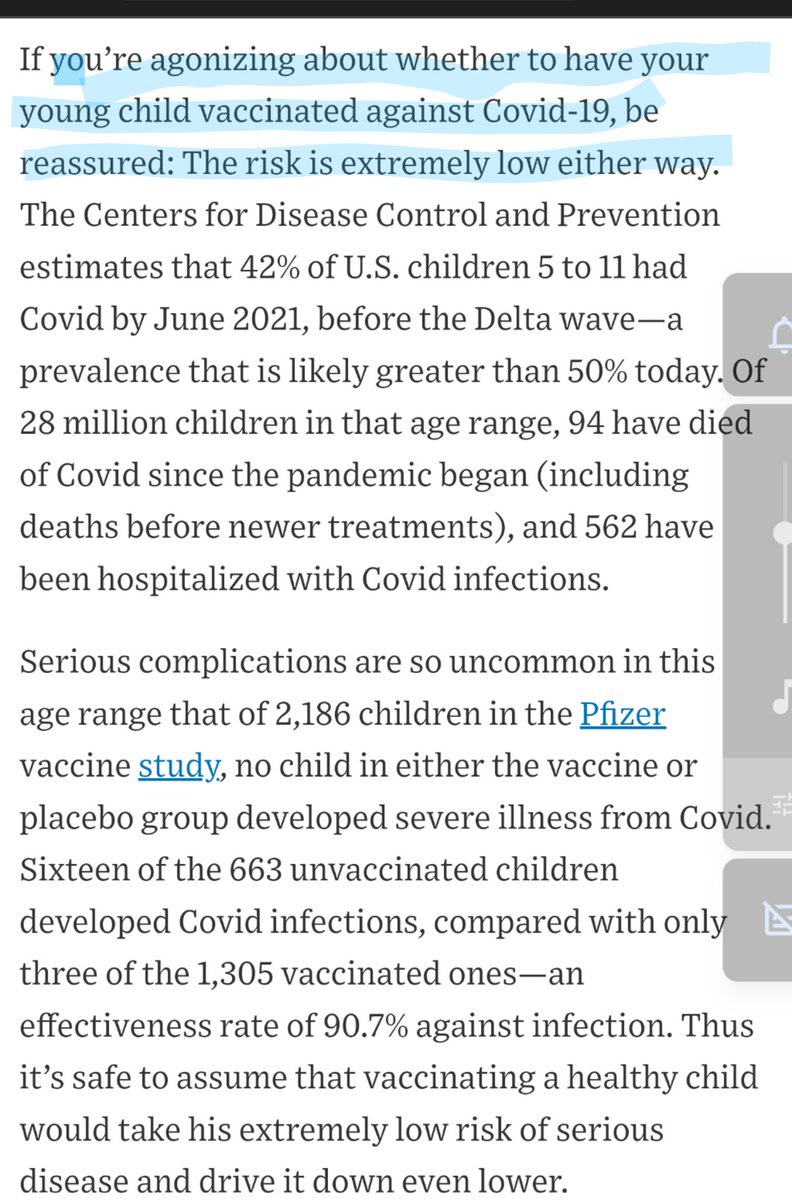 If you’re agonizing about whether to have your
young child vaccinated against Covid-19, be
reassured: The risk is extremely low either way.
The Centers for Disease Control and Prevention
estimates that 42% of U.S. children 5 to 11 had
Covid by June 2021, before the Delta wave—a
prevalence that is likely greater than 50% today. Of
28 million children in that age range, 94 have died
of Covid since the pandemic began (including
deaths before newer treatments), and 562 have
been hospitalized with Covid infections.
Serious complications are so uncommon in this
age range that of 2,186 children in the Pfizer
vaccine study, no child in either the vaccine or
placebo group developed severe illness from Covid.
Sixteen of the 663 unvaccinated children
developed Covid infections, compared with only
three of the 1,305 vaccinated ones—an
effectiveness rate of 90.7% against infection. Thus
it’s safe to assume that vaccinating a healthy child
would take his extremely low risk of serious
disease and drive it down even lower.